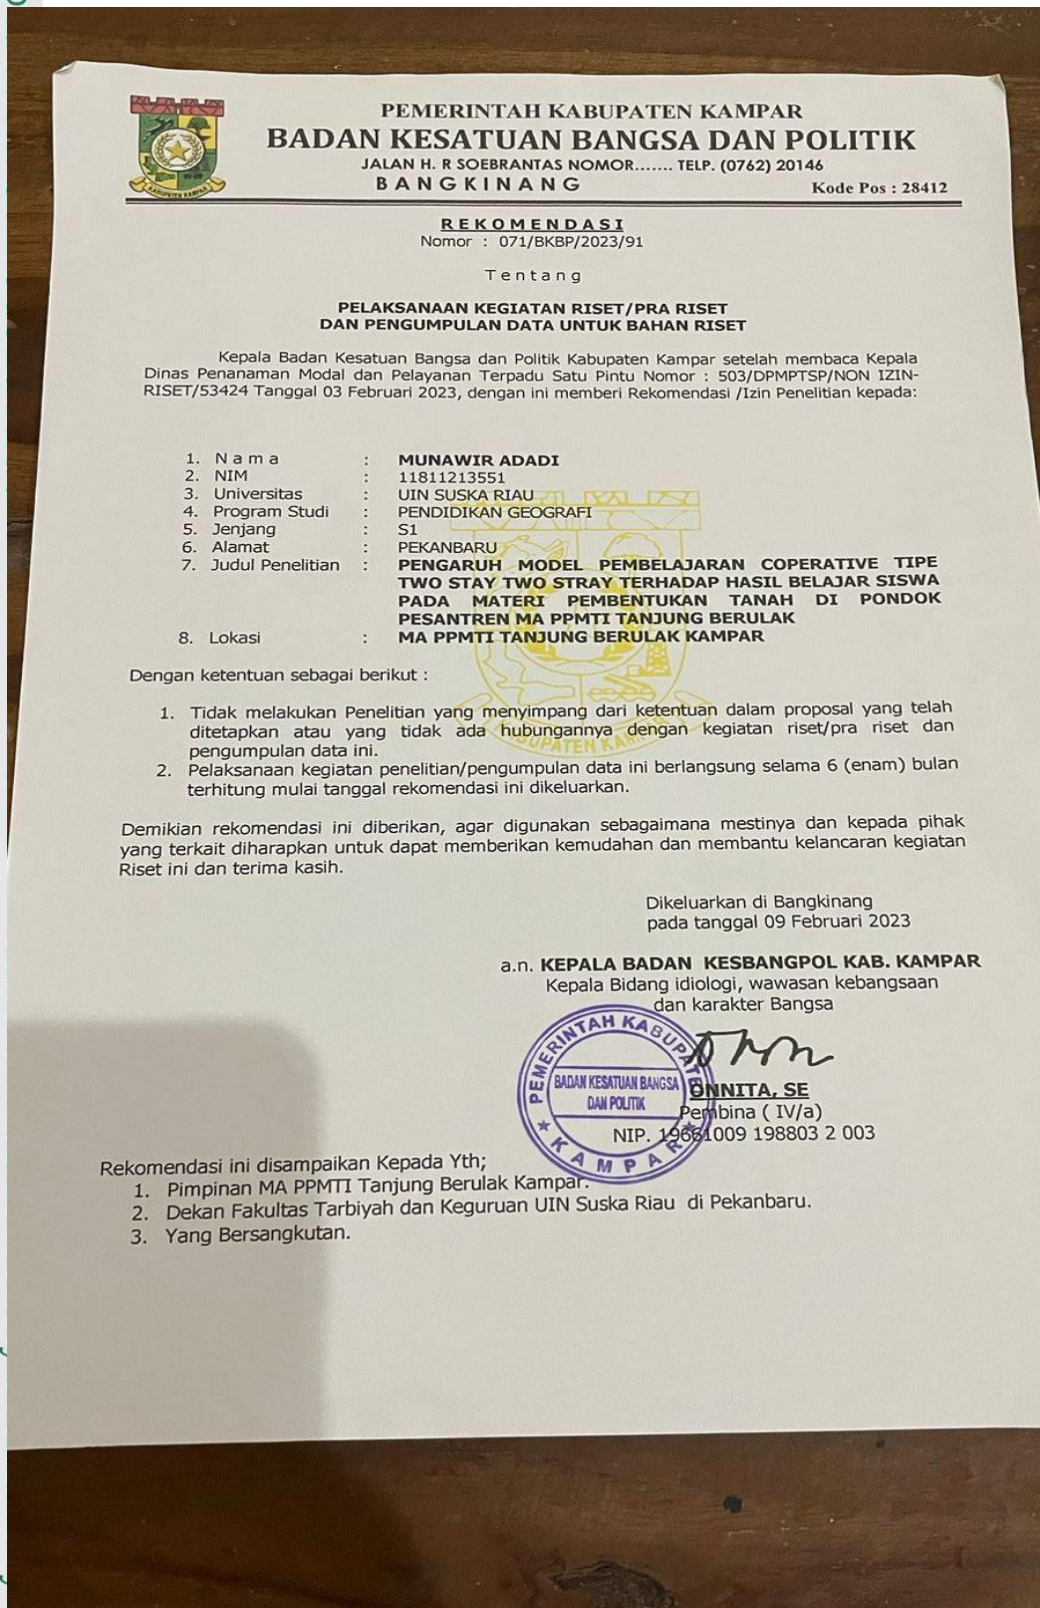 PEMERINTAH KABUPATEN KAMPAR
BADAN KESATUAN BANGSA DAN POLITIK
JALAN H. R SOEBRANTAS NOMOR....... TELP. (0762) 20146
BANGKINANG
Kode Pos : 28412
KABUPATEN KAMPAR
REKOMENDASI
Nomor : 071/BKBP/2023/91
Tentang
PELAKSANAAN KEGIATAN RISET/PRA RISET
DAN PENGUMPULAN DATA UNTUK BAHAN RISET
Kepala Badan Kesatuan Bangsa dan Politik Kabupaten Kampar setelah membaca Kepala
Dinas Penanaman Modal dan Pelayanan Terpadu Satu Pintu Nomor : 503/DPMPTSP/NON IZIN-
RISET/53424 Tanggal 03 Februari 2023, dengan ini memberi Rekomendasi /Izin Penelitian kepada:
1. N a m a : MUNAWIR ADADI
2. NIM : 11811213551
3. Universitas : UIN SUSKA RIAU
4. Program Studi : PENDIDIKAN GEOGRAFI
5. Jenjang : S1
6. Alamat : PEKANBARU
7. Judul Penelitian : PENGARUH MODEL PEMBELAJARAN COPERATIVE TIPE
TWO STAY TWO STRAY TERHADAP HASIL BELAJAR SISWA
PADA MATERI PEMBENTUKAN TANAH DI PONDOK
PESANTREN MA PPMTI TANJUNG BERULAK
8. Lokasi : MA PPMTI TANJUNG BERULAK KAMPAR
Dengan ketentuan sebagai berikut :
1. Tidak melakukan Penelitian yang menyimpang dari ketentuan dalam proposal yang telah
ditetapkan atau yang tidak ada hubungannya dengan kegiatan riset/pra riset dan
pengumpulan data ini.
2. Pelaksanaan kegiatan penelitian/pengumpulan data ini berlangsung selama 6 (enam) bulan
terhitung mulai tanggal rekomendasi ini dikeluarkan.
KABUPATEN KAMPAR
Demikian rekomendasi ini diberikan, agar digunakan sebagaimana mestinya dan kepada pihak
yang terkait diharapkan untuk dapat memberikan kemudahan dan membantu kelancaran kegiatan
Riset ini dan terima kasih.
Dikeluarkan di Bangkinang
pada tanggal 09 Februari 2023
a.n. KEPALA BADAN KESBANGPOL KAB. KAMPAR
Kepala Bidang idiologi, wawasan kebangsaan
dan karakter Bangsa
PEMERINTAH KABUPATE
BADAN KESATUAN BANGSA
DAN POLITIK
KAMPAR
ONNITA, SE
Pembina ( IV/a)
NIP. 19661009 198803 2 003
Rekomendasi ini disampaikan Kepada Yth;
1. Pimpinan MA PPMTI Tanjung Berulak Kampar.
2. Dekan Fakultas Tarbiyah dan Keguruan UIN Suska Riau di Pekanbaru.
3. Yang Bersangkutan.